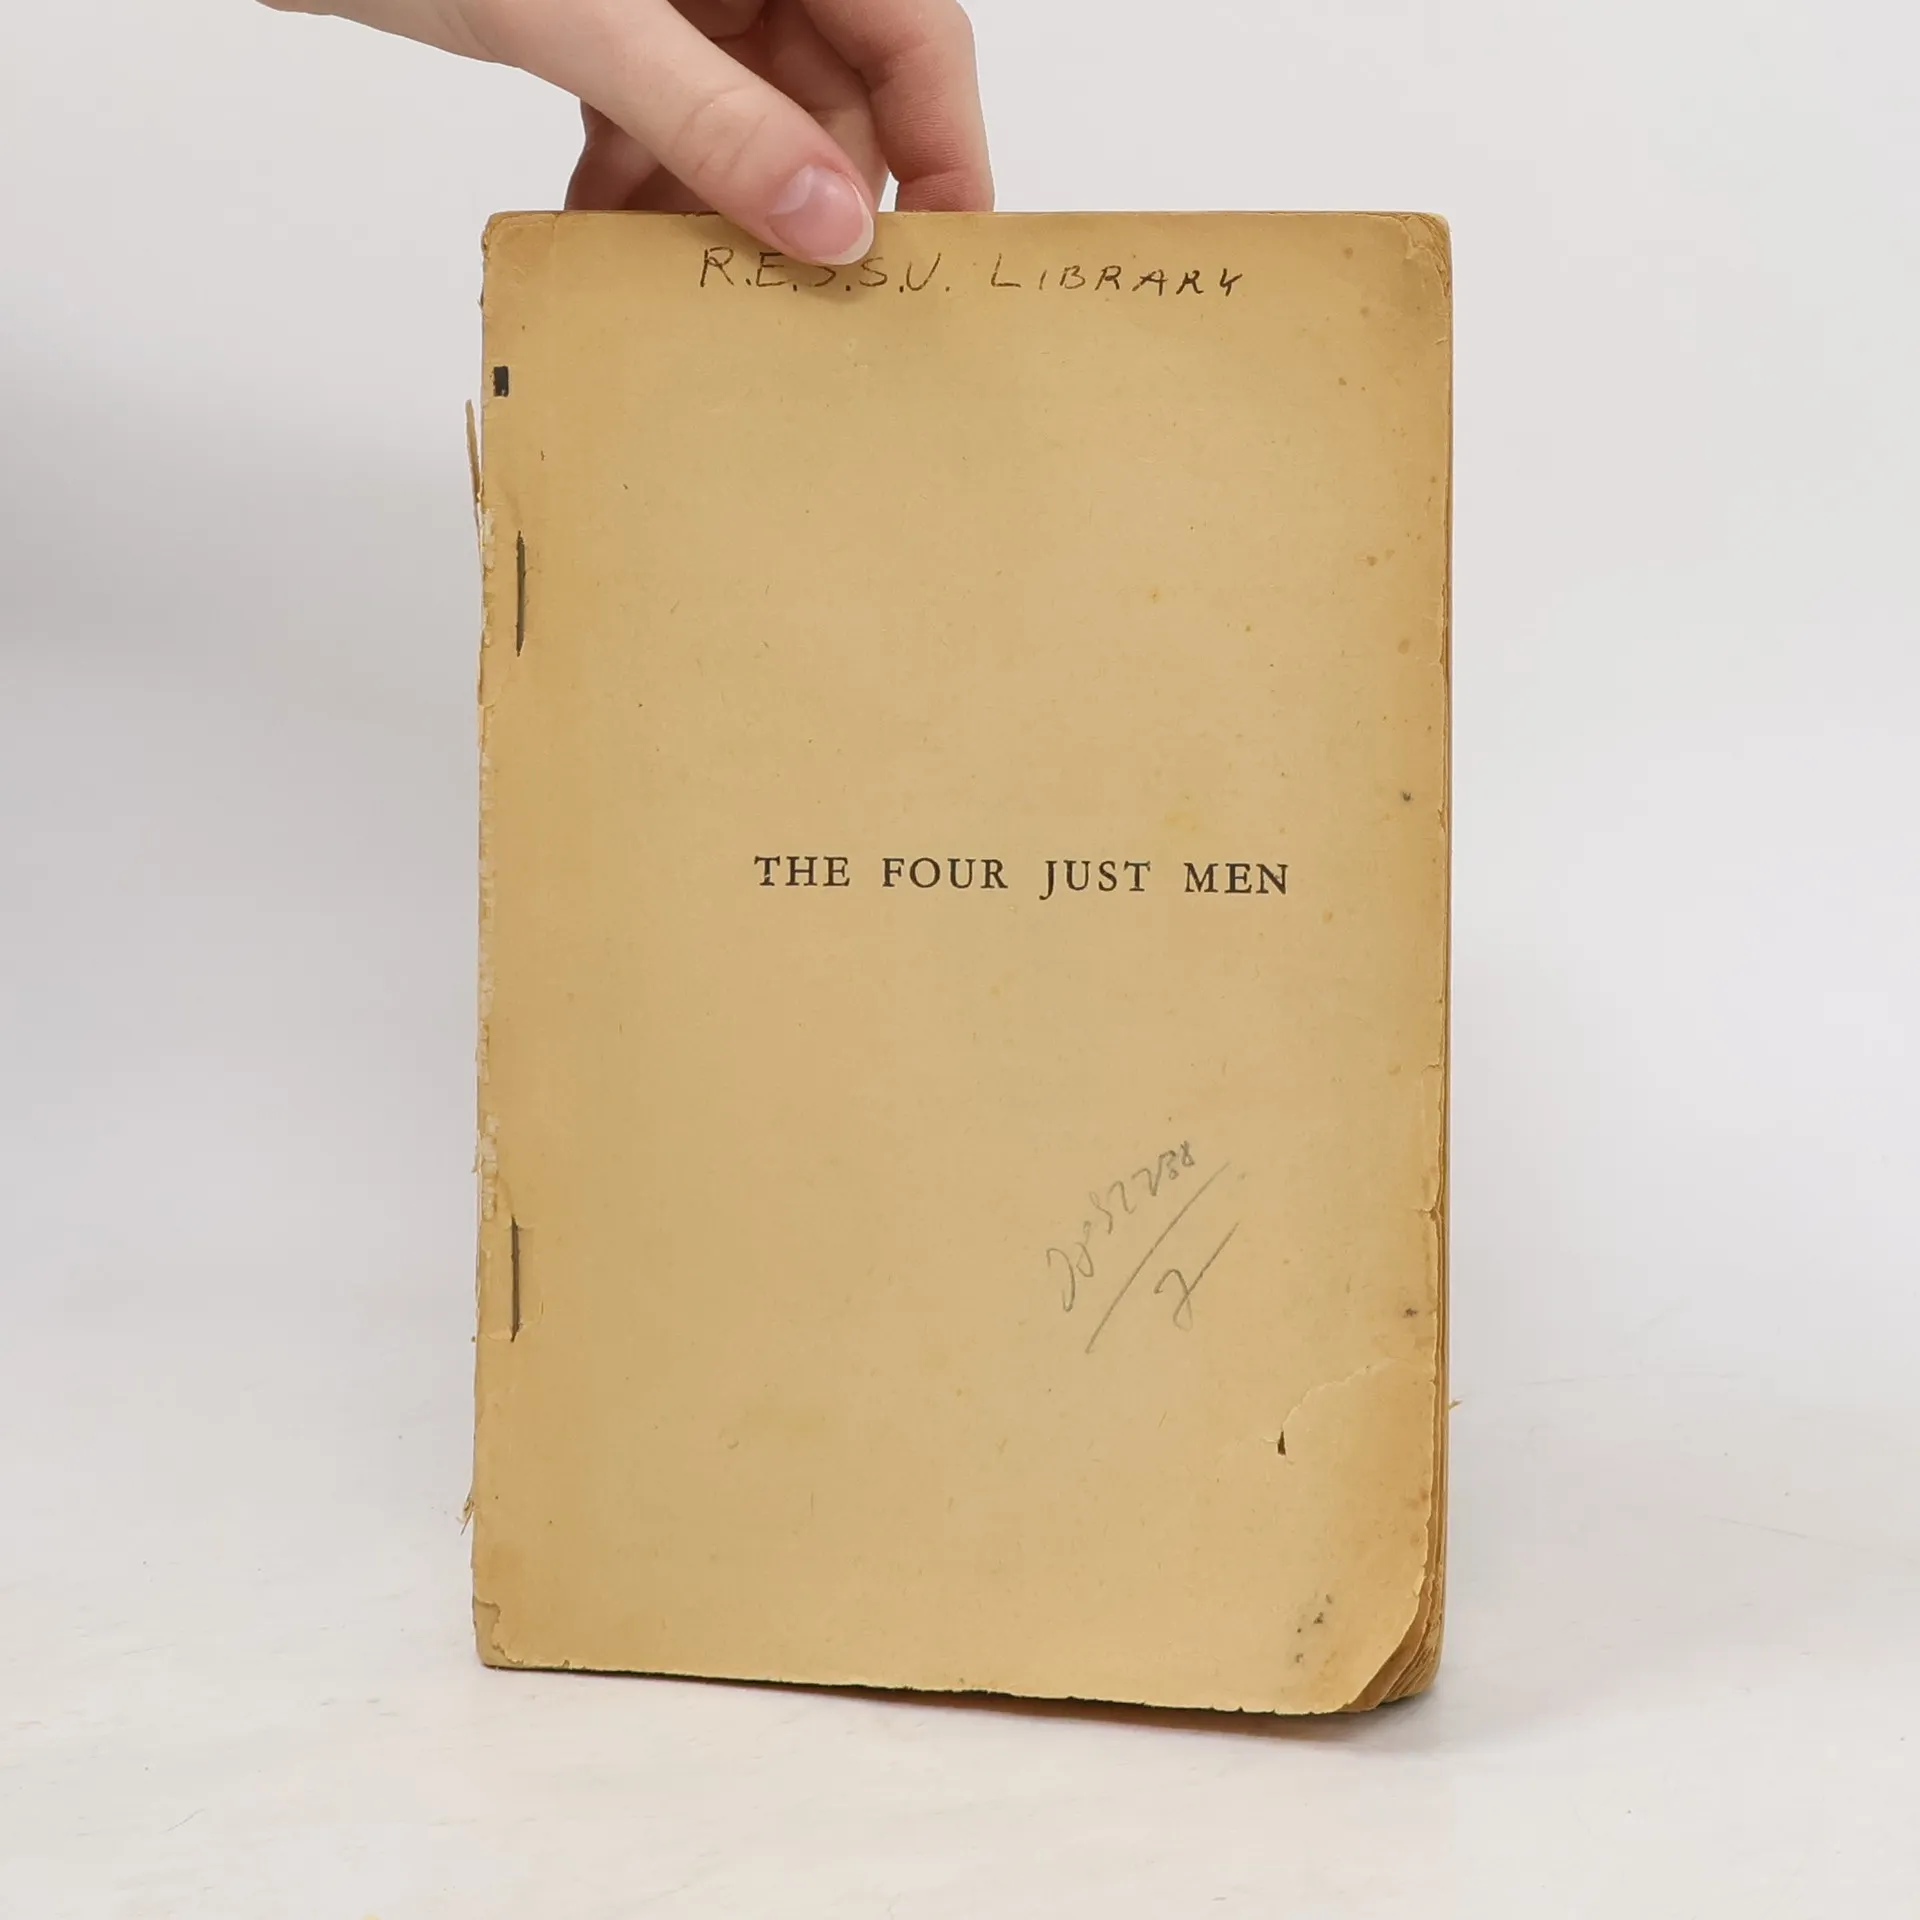 R.E.S.S.U. LIBRARY
THE FOUR JUST MEN